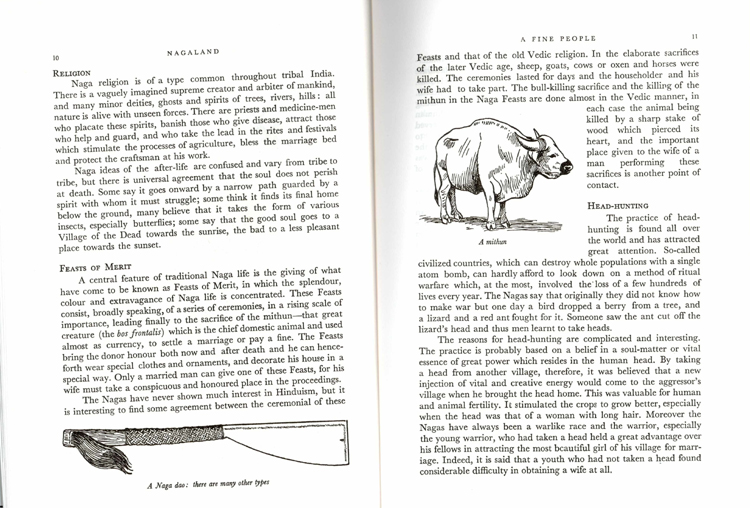 10
NAGALAND
RELIGION
Naga religion is of a type common throughout tribal India.
There is a vaguely imagined supreme creator and arbiter of mankind,
and many minor deities, ghosts and spirits of trees, rivers, hills: all
nature is alive with unseen forces. There are priests and medicine-men
who placate these spirits, banish those who give disease, attract those
who help and guard, and who take the lead in the rites and festivals
which stimulate the processes of agriculture, bless the marriage bed
and protect the craftsman at his work.
Naga ideas of the after-life are confused and vary from tribe to
tribe, but there is universal agreement that the soul does not perish
at death. Some say it goes onward by a narrow path guarded by a
spirit with whom it must struggle; some think it finds its final home
below the ground, many believe that it takes the form of various
insects, especially butterflies; some say that the good soul goes to a
Village of the Dead towards the sunrise, the bad to a less pleasant
place towards the sunset.
FEASTS OF MERIT
A central feature of traditional Naga life is the giving of what
have come to be known as Feasts of Merit, in which the splendour,
colour and extravagance of Naga life is concentrated. These Feasts
consist, broadly speaking, of a series of ceremonies, in a rising scale of
importance, leading finally to the sacrifice of the mithun—that great
creature (the bos frontalis) which is the chief domestic animal and used
almost as currency, to settle a marriage or pay a fine. The Feasts
bring the donor honour both now and after death and he can hence-
forth wear special clothes and ornaments, and decorate his house in a
special way. Only a married man can give one of these Feasts, for his
wife must take a conspicuous and honoured place in the proceedings.
The Nagas have never shown much interest in Hinduism, but it
is interesting to find some agreement between the ceremonial of these
A Naga dao: there are many other types
A FINE PEOPLE
11
Feasts and that of the old Vedic religion. In the elaborate sacrifices
of the later Vedic age, sheep, goats, cows or oxen and horses were
killed. The ceremonies lasted for days and the householder and his
wife had to take part. The bull-killing sacrifice and the killing of the
mithun in the Naga Feasts are done almost in the Vedic manner, in
each case the animal being
killed by a sharp stake of
wood which pierced its
heart, and the important
place given to the wife of a
man performing these
sacrifices is another point of
contact.
A mithun
HEAD-HUNTING
The practice of head-
hunting is found all over
the world and has attracted
great attention. So-called
civilized countries, which can destroy whole populations with a single
atom bomb, can hardly afford to look down on a method of ritual
warfare which, at the most, involved the loss of a few hundreds of
lives every year. The Nagas say that originally they did not know how
to make war but one day a bird dropped a berry from a tree, and
a lizard and a red ant fought for it. Someone saw the ant cut off the
lizard's head and thus men learnt to take heads.
The reasons for head-hunting are complicated and interesting.
The practice is probably based on a belief in a soul-matter or vital
essence of great power which resides in the human head. By taking
a head from another village, therefore, it was believed that a new
injection of vital and creative energy would come to the aggressor's
village when he brought the head home. This was valuable for human
and animal fertility. It stimulated the crops to grow better, especially
when the head was that of a woman with long hair. Moreover the
Nagas have always been a warlike race and the warrior, especially
the young warrior, who had taken a head held a great advantage over
his fellows in attracting the most beautiful girl of his village for mar-
riage. Indeed, it is said that a youth who had not taken a head found
considerable difficulty in obtaining a wife at all.